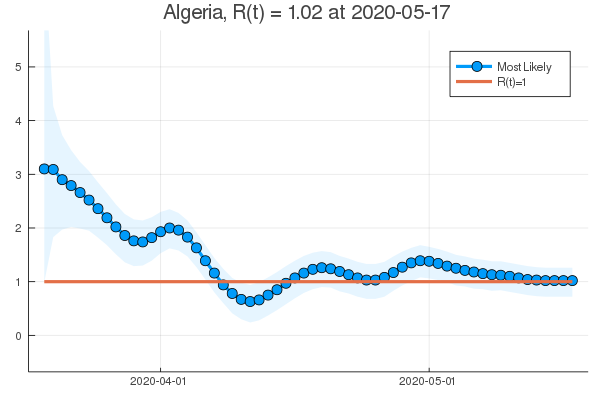 Algeria, R(t) = 1.02 at 2020-05-17
Most Likely
R(t)=1
5
4
3
2
1
0
2020-04-01
2020-05-01